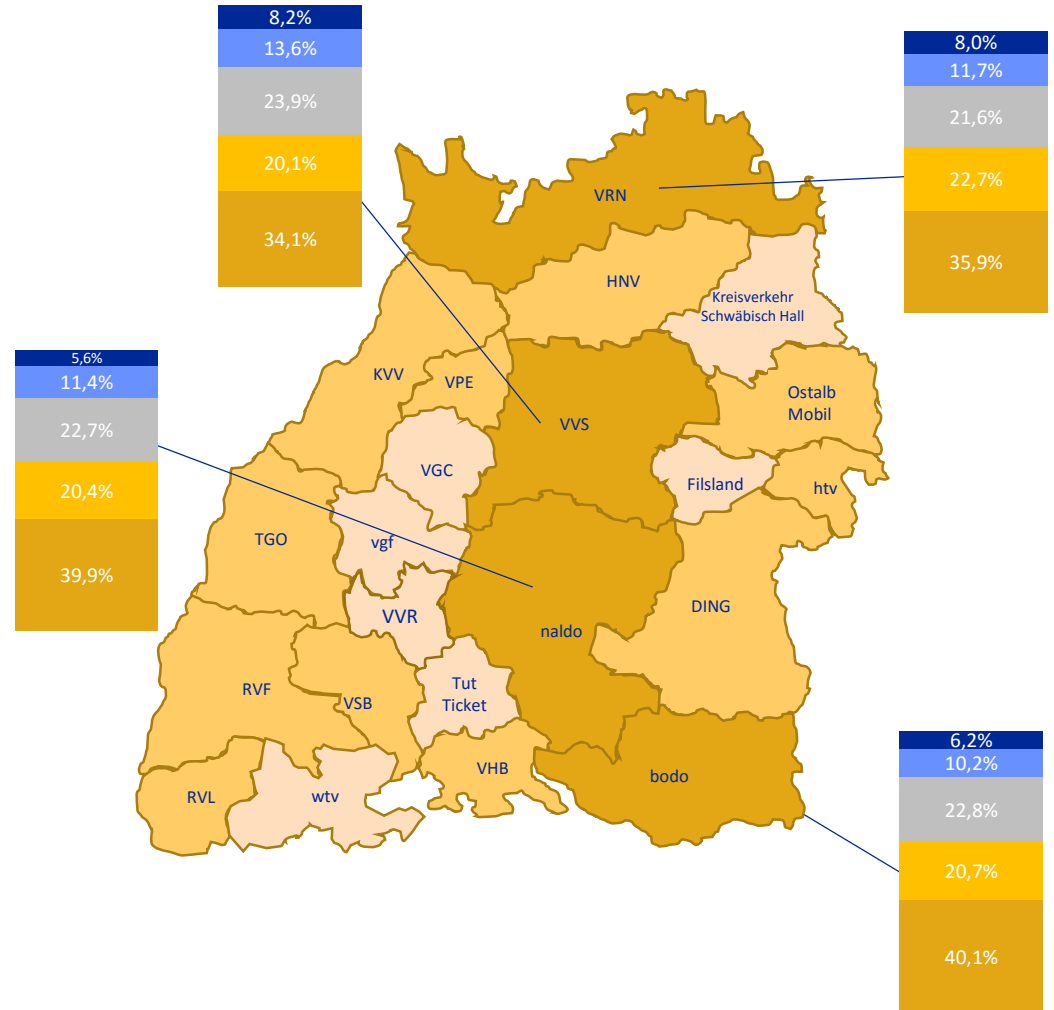 8,2%
13,6%
23,9%
20,1%
34,1%
8,0%
11,7%
21,6%
22,7%
35,9%
5,6%
11,4%
22,7%
20,4%
39,9%
6,2%
10,2%
22,8%
20,7%
40,1%
VRN
HNV
Kreisverkehr
Schwäbisch Hall
KVV
VPE
Ostalb
Mobil
VVS
VGC
Filsland
htv
TGO
vgf
DING
VVR
naldo
RVF
VSB
Tut
Ticket
VHB
bodo
RVL
wtv